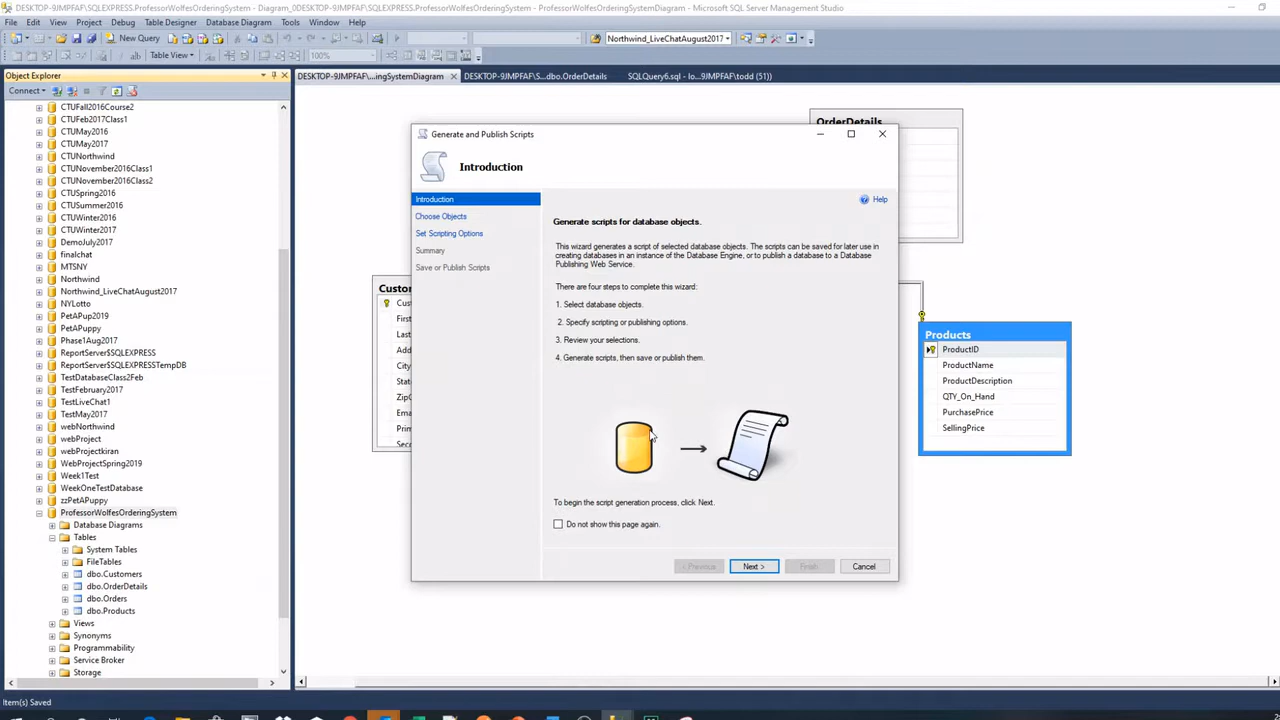 DESKTOP-9JMPFAF\SQLEXPRESS.ProfessorWolfesOrderingSystem - Diagram_0DESKTOP-9JMPFAF\SQLEXPRESS.ProfessorWolfesOrderingSystem - ProfessorWolfesOrderingSystemDiagram* - Microsoft SQL Server Management Studio
File Edit View Project Debug Table Designer Database Diagram Tools Window Help
New Query Northwind_LiveChatAugust2017
Table View 100%
Object Explorer
DESKTOP-9JMPFAF\...ingSystemDiagram DESKTOP-9JMPFAF\S...dbo.OrderDetails SQLQuery6.sql - lo...9JMPFAF\todd (51))
Connect
CTUFall2016Course2
CTUFeb2017Class1
CTUMay2016
CTUMay2017
CTUNorthwind
CTUNovember2016Class1
CTUNovember2016Class2
CTUSpring2016
CTUSummer2016
CTUWinter2016
DemoJuly2017
finalchat
MTSNY
Northwind
Northwind_LiveChatAugust2017
NYLotto
PetAPup2019
PetAPuppy
Phase1Aug2017
ReportServer$SQLEXPRESS
ReportServer$SQLEXPRESSTempDB
TestDatabaseClass2Feb
TestFebruary2017
TestLiveChat1
TestMay2017
webNorthwind
webProject
webProjectkiran
WebProjectSpring2019
Week1Test
WeekOneTestDatabase
zzPetAPuppy
ProfessorWolfesOrderingSystem
Database Diagrams
Tables
System Tables
FileTables
dbo.Customers
dbo.OrderDetails
dbo.Orders
dbo.Products
Views
Synonyms
Programmability
Service Broker
Storage
Item(s) Saved
OrderDetails
Generate and Publish Scripts
Introduction
Introduction
Choose Objects
Set Scripting Options
Summary
Save or Publish Scripts
Help
Generate scripts for database objects.
This wizard generates a script of selected database objects. The scripts can be saved for later use in
creating databases in an instance of the Database Engine, or to publish a database to a Database
Publishing Web Service.
There are four steps to complete this wizard:
1. Select database objects.
2. Specify scripting or publishing options.
3. Review your selections.
4. Generate scripts, then save or publish them.
To begin the script generation process, click Next.
Do not show this page again.
< Previous Next > Finish Cancel
Custo
Cus
First
Last
Add
City
Stat
ZipC
Ema
Prim
Seco
Products
ProductID
ProductName
ProductDescription
QTY_On_Hand
PurchasePrice
SellingPrice